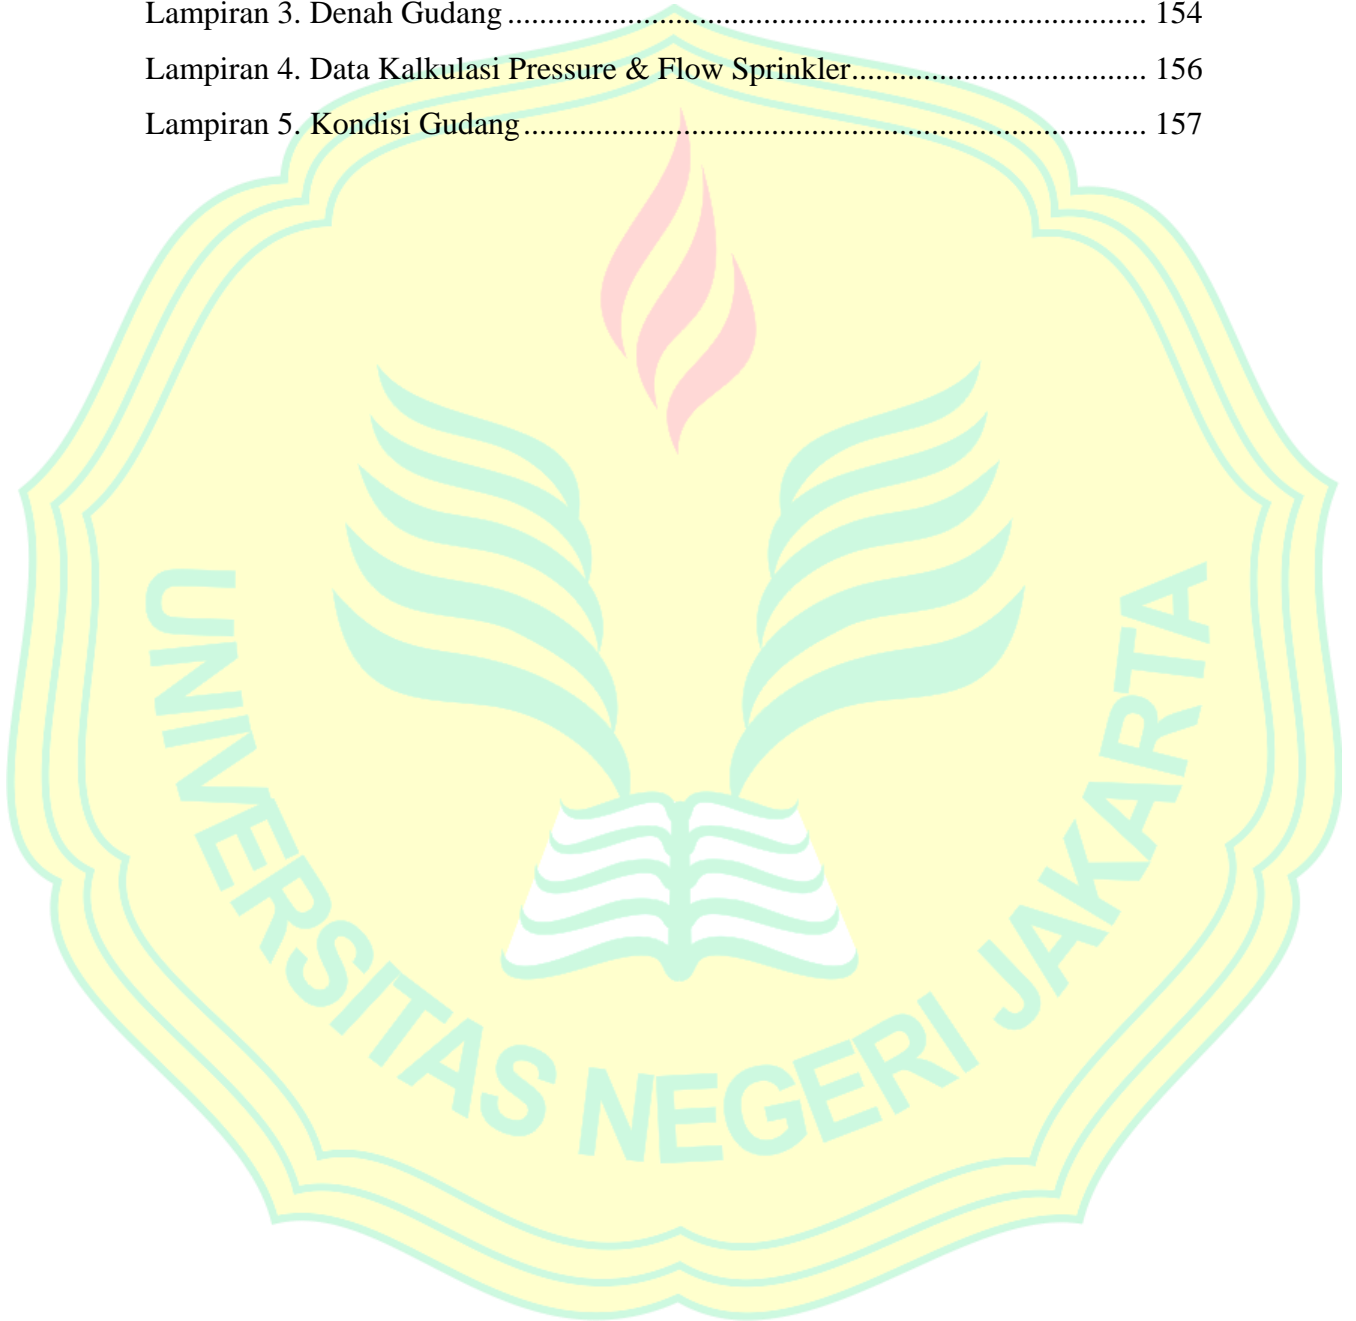 Lampiran 3. Denah Gudang ................................................................................ 154
Lampiran 4. Data Kalkulasi Pressure & Flow Sprinkler..................................... 156
Lampiran 5. Kondisi Gudang.............................................................................. 157
UNIVERSITAS NEGERI JAKARTA